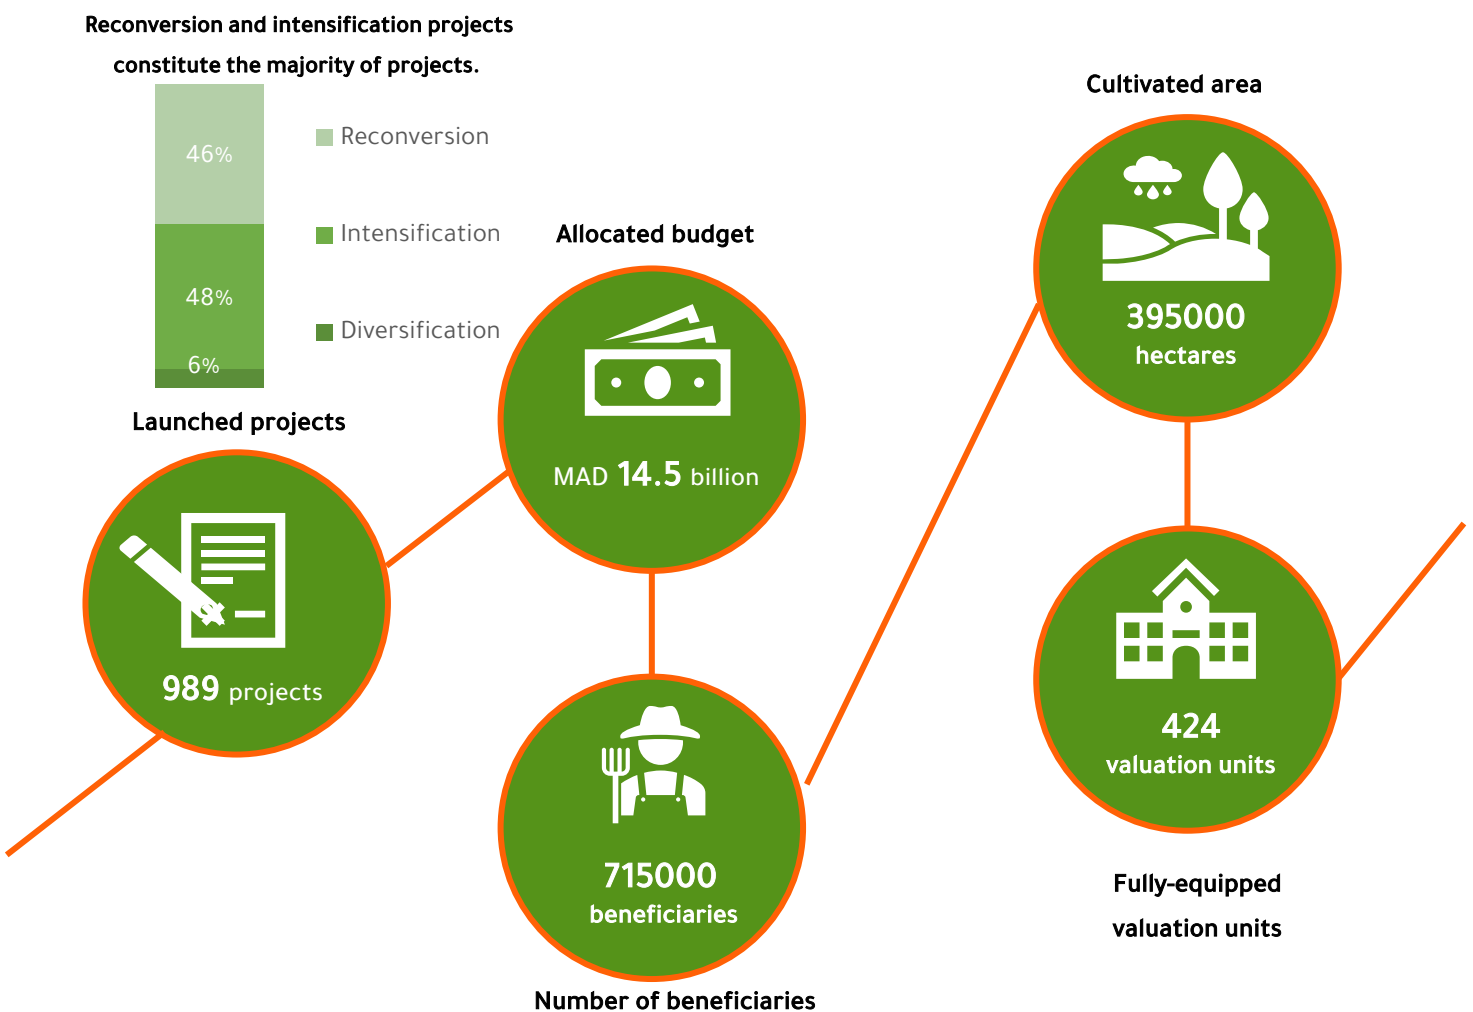 Reconversion and intensification projects
constitute the majority of projects.
46%
48%
6%
Reconversion
Intensification
Diversification
Launched projects
989 projects
Allocated budget
MAD 14.5 billion
715000
beneficiaries
Number of beneficiaries
Cultivated area
395000
hectares
424
valuation units
Fully-equipped
valuation units